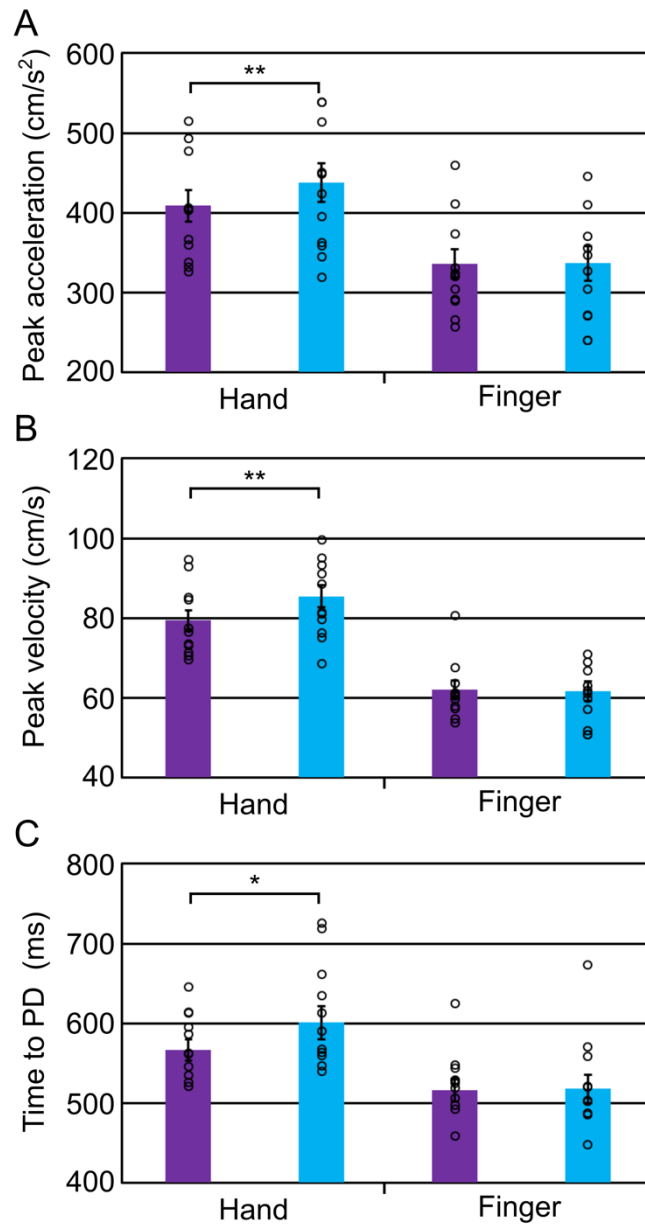 A
Peak acceleration (cm/s²)
600
500
400
300
200
**
Hand
Finger
B
Peak velocity (cm/s)
120
100
80
60
40
**
Hand
Finger
C
Time to PD (ms)
800
700
600
500
400
*
Hand
Finger